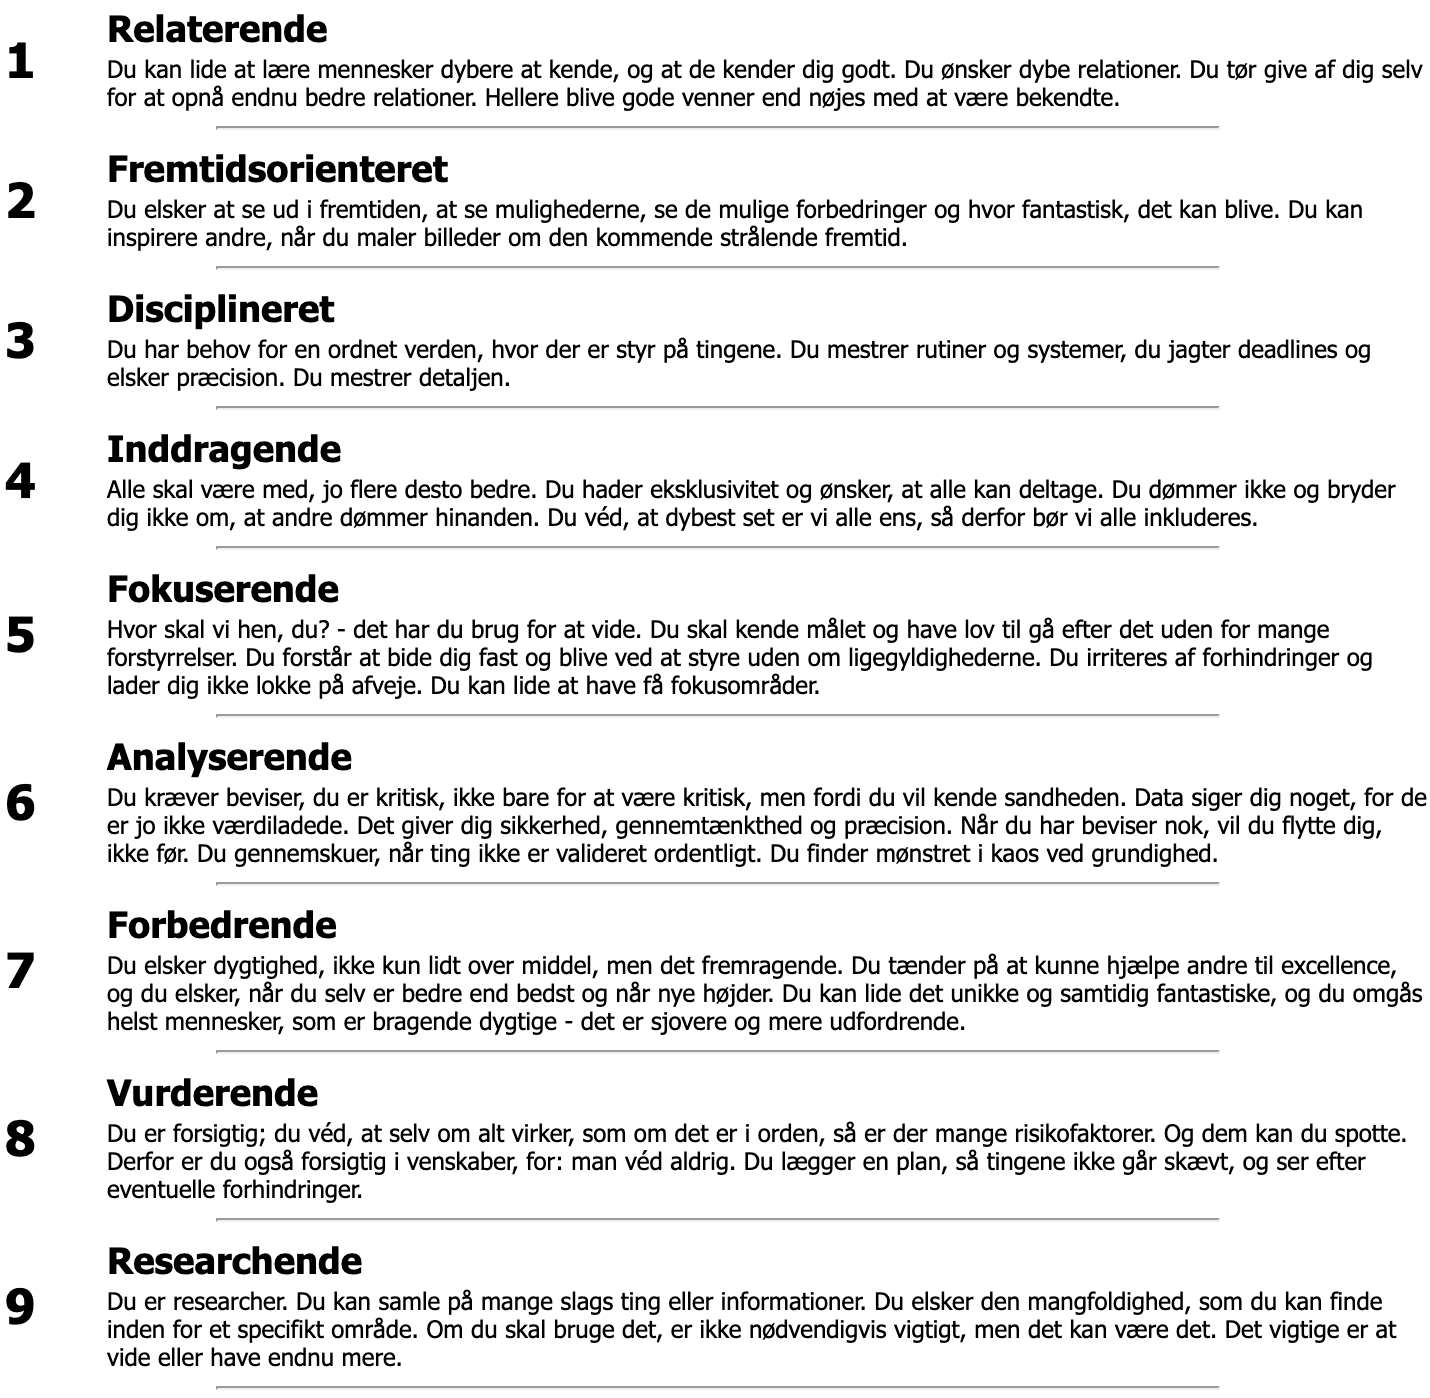 Relaterende
1
Du kan lide at lære mennesker dybere at kende, og at de kender dig godt. Du ønsker dybe relationer. Du tør give af dig selv
for at opnå endnu bedre relationer. Hellere blive gode venner end nøjes med at være bekendte.
Fremtidsorienteret
2
Du elsker at se ud i fremtiden, at se mulighederne, se de mulige forbedringer og hvor fantastisk, det kan blive. Du kan
inspirere andre, når du maler billeder om den kommende strålende fremtid.
Disciplineret
3
Du har behov for en ordnet verden, hvor der er styr på tingene. Du mestrer rutiner og systemer, du jagter deadlines og
elsker præcision. Du mestrer detaljen.
Inddragende
4
Alle skal være med, jo flere desto bedre. Du hader eksklusivitet og ønsker, at alle kan deltage. Du dømmer ikke og bryder
dig ikke om, at andre dømmer hinanden. Du véd, at dybest set er vi alle ens, så derfor bør vi alle inkluderes.
Fokuserende
5
Hvor skal vi hen, du? - det har du brug for at vide. Du skal kende målet og have lov til gå efter det uden for mange
forstyrrelser. Du forstår at bide dig fast og blive ved at styre uden om ligegyldighederne. Du irriteres af forhindringer og
lader dig ikke lokke på afveje. Du kan lide at have få fokusområder.
Analyserende
6
Du kræver beviser, du er kritisk, ikke bare for at være kritisk, men fordi du vil kende sandheden. Data siger dig noget, for de
er jo ikke værdiladede. Det giver dig sikkerhed, gennemtænkthed og præcision. Når du har beviser nok, vil du flytte dig,
ikke før. Du gennemskuer, når ting ikke er valideret ordentligt. Du finder mønstret i kaos ved grundighed.
Forbedrende
7
Du elsker dygtighed, ikke kun lidt over middel, men det fremragende. Du tænder på at kunne hjælpe andre til excellence,
og du elsker, når du selv er bedre end bedst og når nye højder. Du kan lide det unikke og samtidig fantastiske, og du omgås
helst mennesker, som er bragende dygtige - det er sjovere og mere udfordrende.
Vurderende
8
Du er forsigtig; du véd, at selv om alt virker, som om det er i orden, så er der mange risikofaktorer. Og dem kan du spotte.
Derfor er du også forsigtig i venskaber, for: man véd aldrig. Du lægger en plan, så tingene ikke går skævt, og ser efter
eventuelle forhindringer.
Researchende
9
Du er researcher. Du kan samle på mange slags ting eller informationer. Du elsker den mangfoldighed, som du kan finde
inden for et specifikt område. Om du skal bruge det, er ikke nødvendigvis vigtigt, men det kan være det. Det vigtige er at
vide eller have endnu mere.